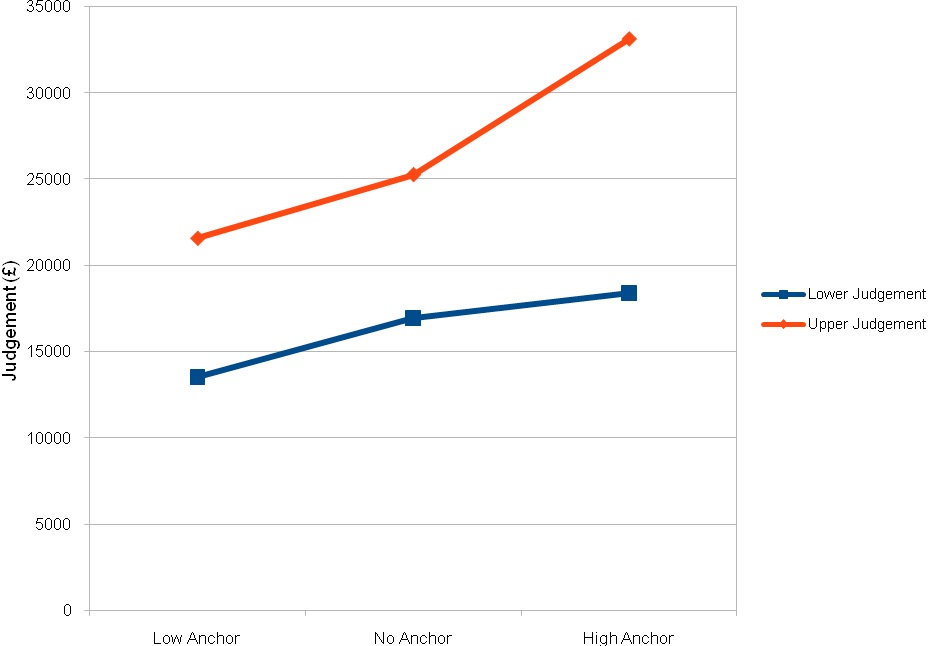 35000
30000
25000
20000
15000
10000
5000
0
Judgement (£)
Low Anchor
No Anchor
High Anchor
Lower Judgement
Upper Judgement